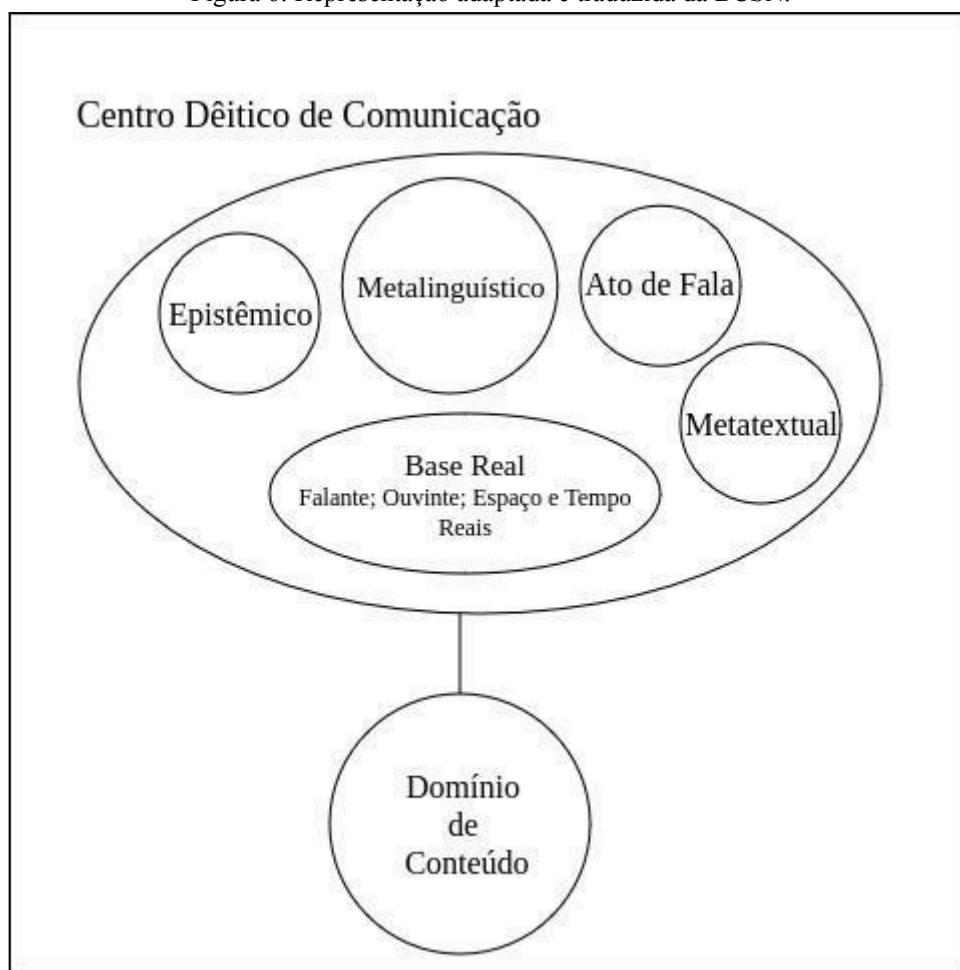 Figura 6. Representação adaptada e traduzida da BCSN.
Centro Dêitico de Comunicação
Epistêmico
Metalinguístico
Ato de Fala
Metatextual
Base Real
Falante; Ouvinte; Espaço e Tempo
Reais
Domínio
de
Conteúdo